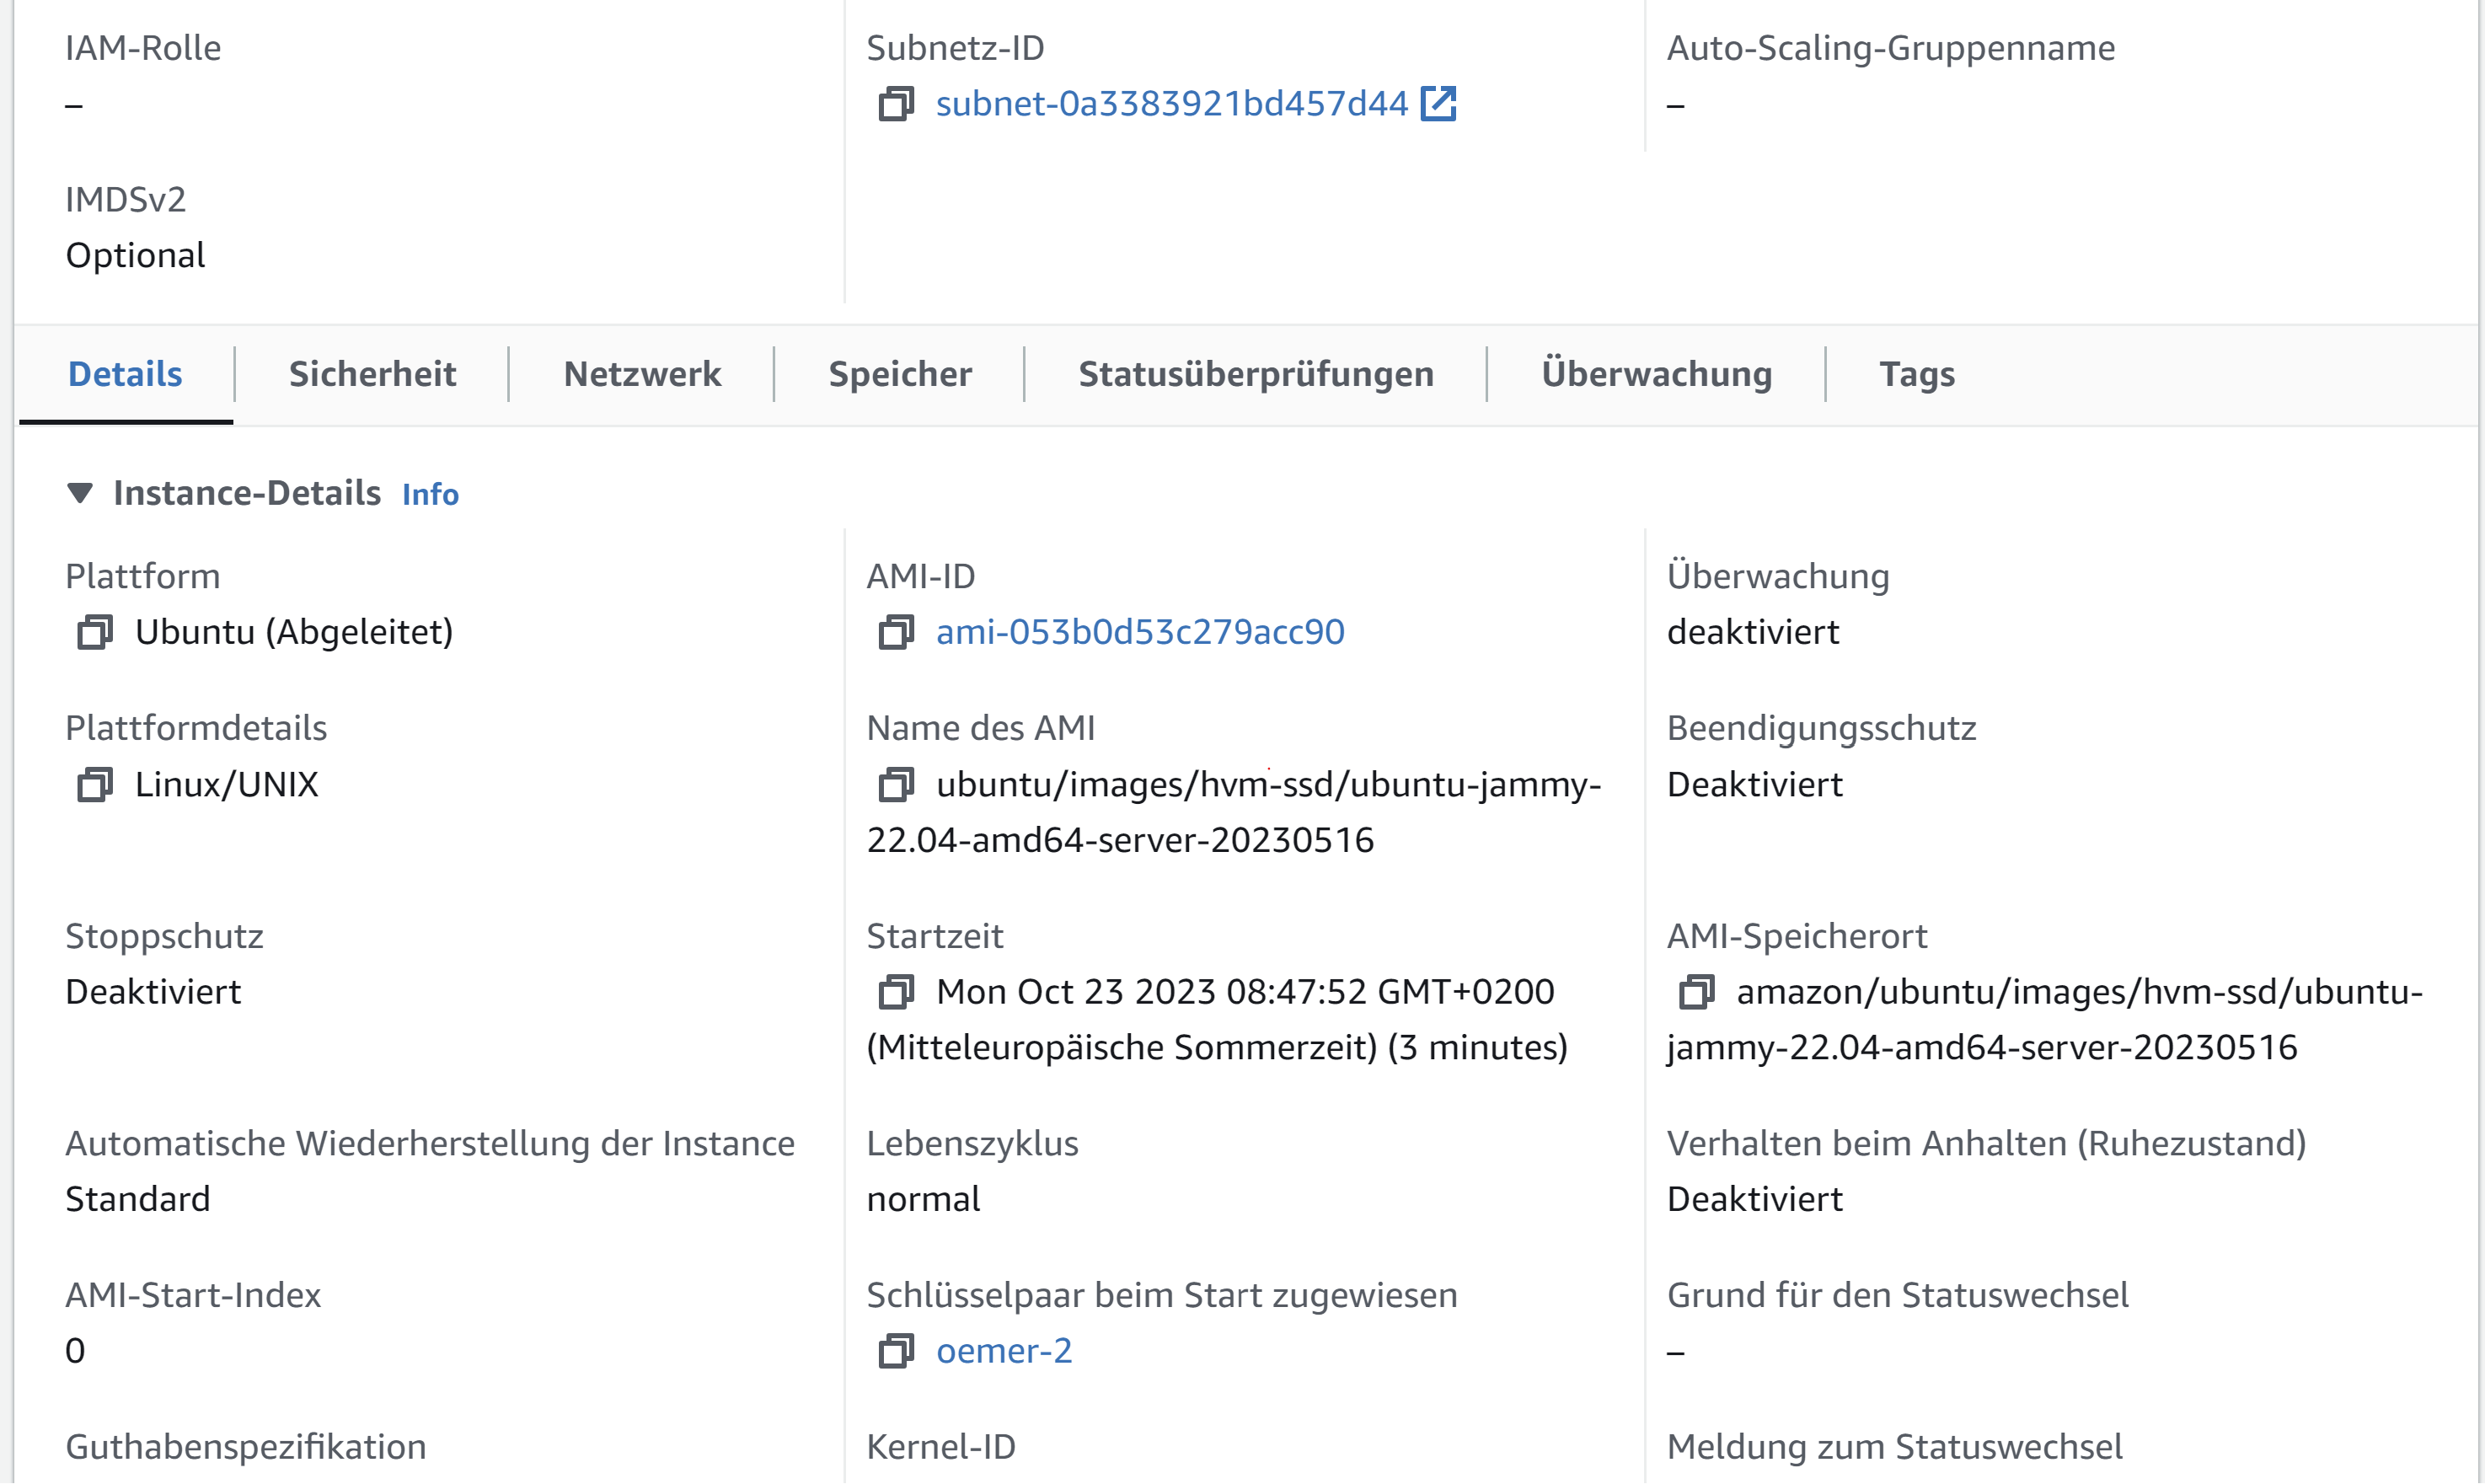 IAM-Rolle
–
Subnetz-ID
subnet-0a3383921bd457d44
Auto-Scaling-Gruppenname
–
IMDSv2
Optional
Details
Sicherheit
Netzwerk
Speicher
Statusüberprüfungen
Überwachung
Tags
Instance-Details Info
Plattform
Ubuntu (Abgeleitet)
AMI-ID
ami-053b0d53c279acc90
Überwachung
deaktiviert
Plattformdetails
Linux/UNIX
Name des AMI
ubuntu/images/hvm-ssd/ubuntu-jammy-
22.04-amd64-server-20230516
Beendigungsschutz
Deaktiviert
Stoppschutz
Deaktiviert
Startzeit
Mon Oct 23 2023 08:47:52 GMT+0200
(Mitteleuropäische Sommerzeit) (3 minutes)
AMI-Speicherort
amazon/ubuntu/images/hvm-ssd/ubuntu-
jammy-22.04-amd64-server-20230516
Automatische Wiederherstellung der Instance
Standard
Lebenszyklus
normal
Verhalten beim Anhalten (Ruhezustand)
Deaktiviert
AMI-Start-Index
0
Schlüsselpaar beim Start zugewiesen
oemer-2
Grund für den Statuswechsel
–
Guthabenspezifikation
Kernel-ID
Meldung zum Statuswechsel